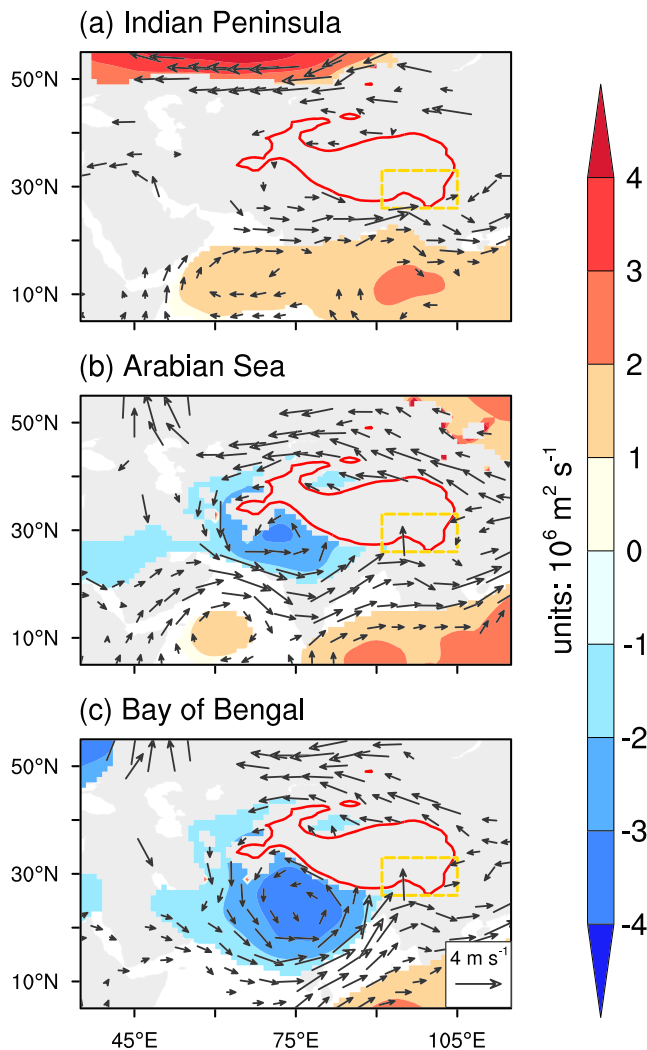 (a) Indian Peninsula
50°N
30°N
10°N
(b) Arabian Sea
50°N
30°N
10°N
(c) Bay of Bengal
50°N
30°N
10°N
4 m s⁻¹
45°E 75°E 105°E
4
3
2
1
0
-1
-2
-3
-4
units: 10⁶ m² s⁻¹